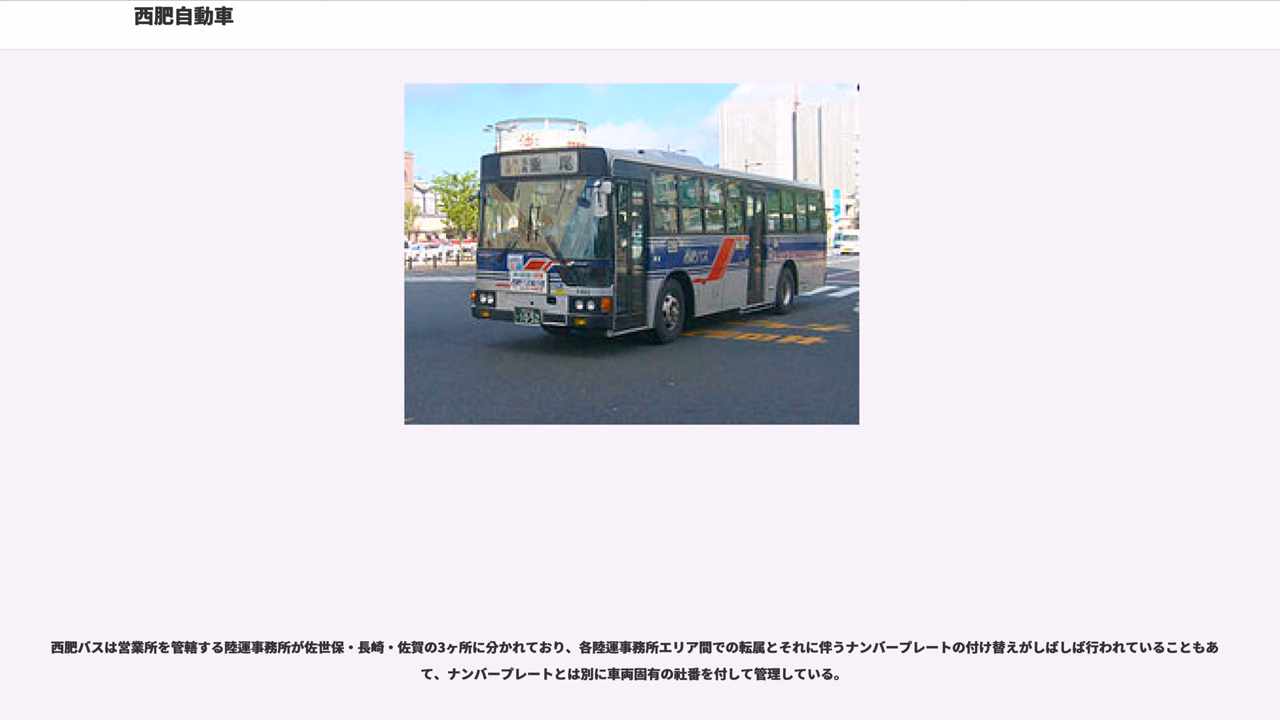 西肥自動車
重尾
西肥バスは営業所を管轄する陸運事務所が佐世保・長崎・佐賀の3ヶ所に分かれており、各陸運事務所エリア間での転属とそれに伴うナンバープレートの付け替えがしばしば行われていることもあ
て、ナンバープレートとは別に車両固有の社番を付して管理している。